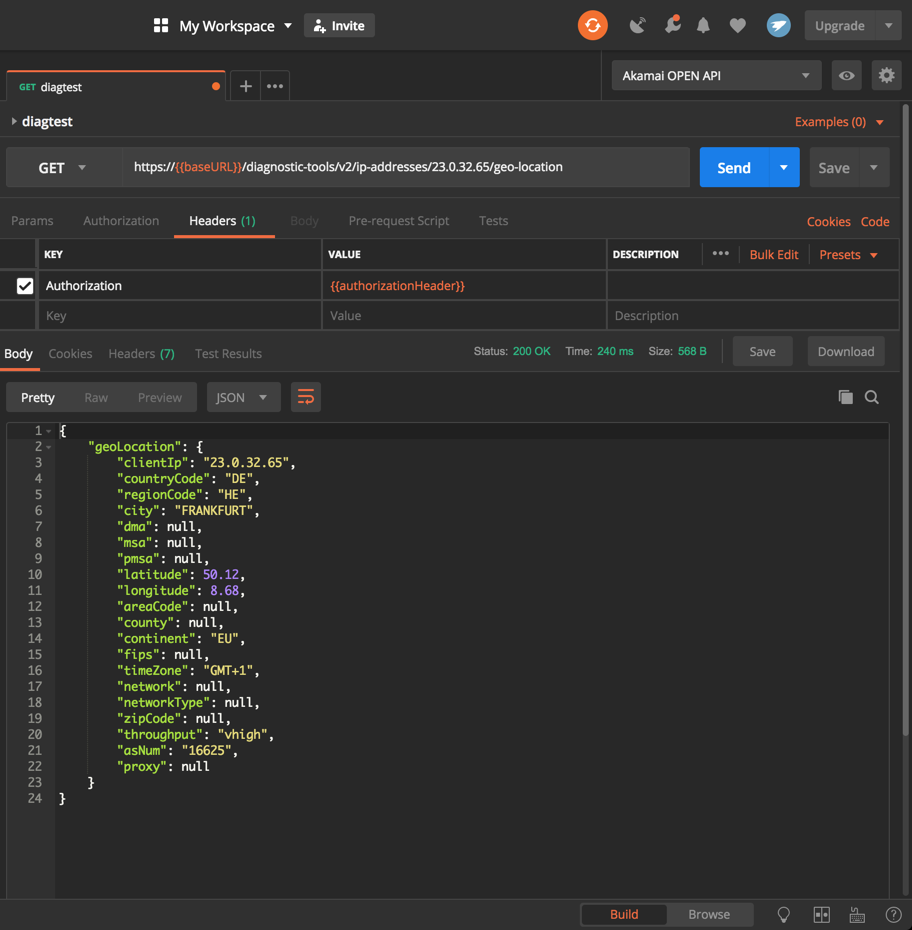 My Workspace Invite Upgrade
GET diagtest Akamai OPEN API
diagtest Examples (0)
GET https://{{baseURL}}/diagnostic-tools/v2/ip-addresses/23.0.32.65/geo-location Send Save
Params Authorization Headers (1) Body Pre-request Script Tests Cookies Code
KEY VALUE DESCRIPTION Bulk Edit Presets
Authorization {{authorizationHeader}}
Key Value Description
Body Cookies Headers (7) Test Results Status: 200 OK Time: 240 ms Size: 568 B Save Download
Pretty Raw Preview JSON
1 {
2 "geoLocation": {
3 "clientIp": "23.0.32.65",
4 "countryCode": "DE",
5 "regionCode": "HE",
6 "city": "FRANKFURT",
7 "dma": null,
8 "msa": null,
9 "pmsa": null,
10 "latitude": 50.12,
11 "longitude": 8.68,
12 "areaCode": null,
13 "county": null,
14 "continent": "EU",
15 "fips": null,
16 "timeZone": "GMT+1",
17 "network": null,
18 "networkType": null,
19 "zipCode": null,
20 "throughput": "vhigh",
21 "asNum": "16625",
22 "proxy": null
23 }
24 }
Build Browse